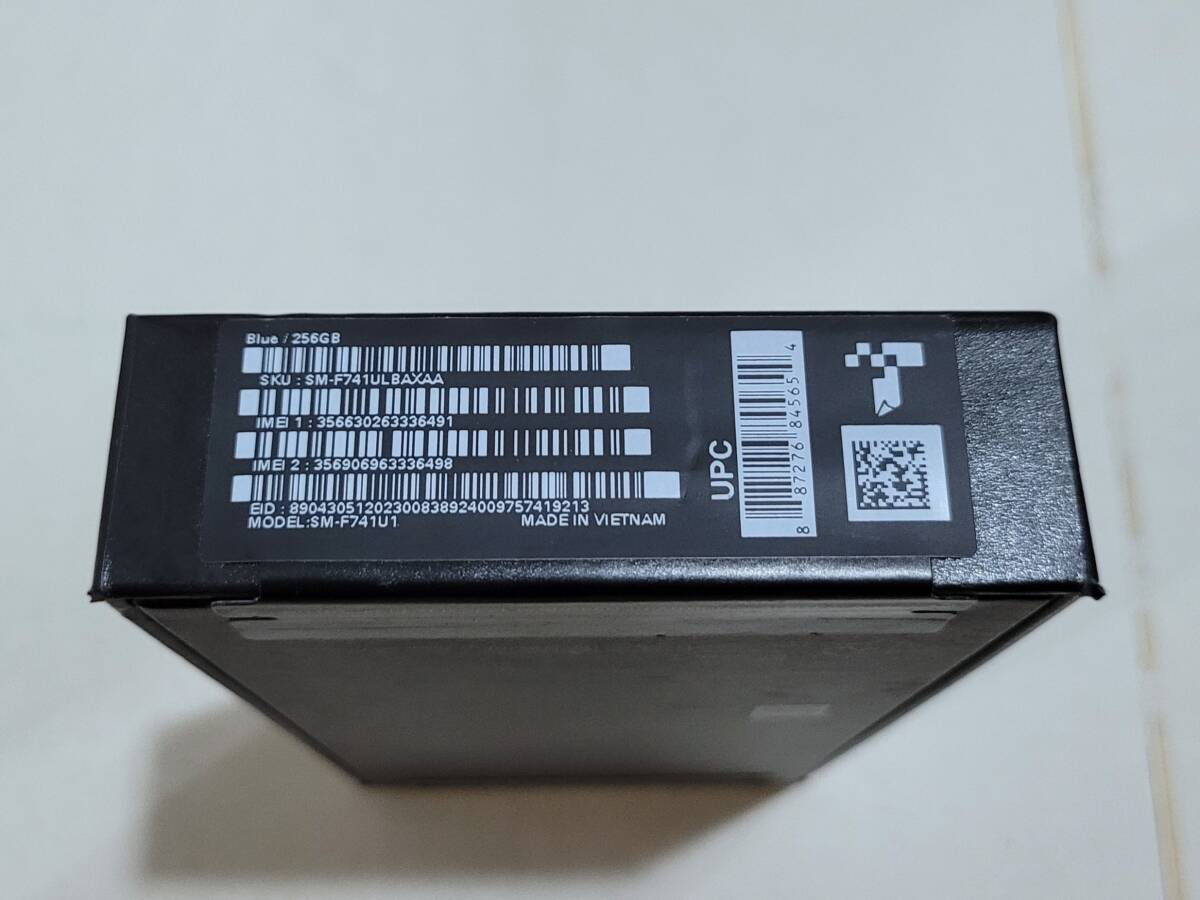 Blue / 256GB
SKU : SM-F741ULBAXAA
IMEI 1 : 356630263336491
IMEI 2 : 356906963336498
EID : 89043051202300838924009757419213
MODEL:SM-F741U1 MADE IN VIETNAM
UPC
8 87276 84565 4